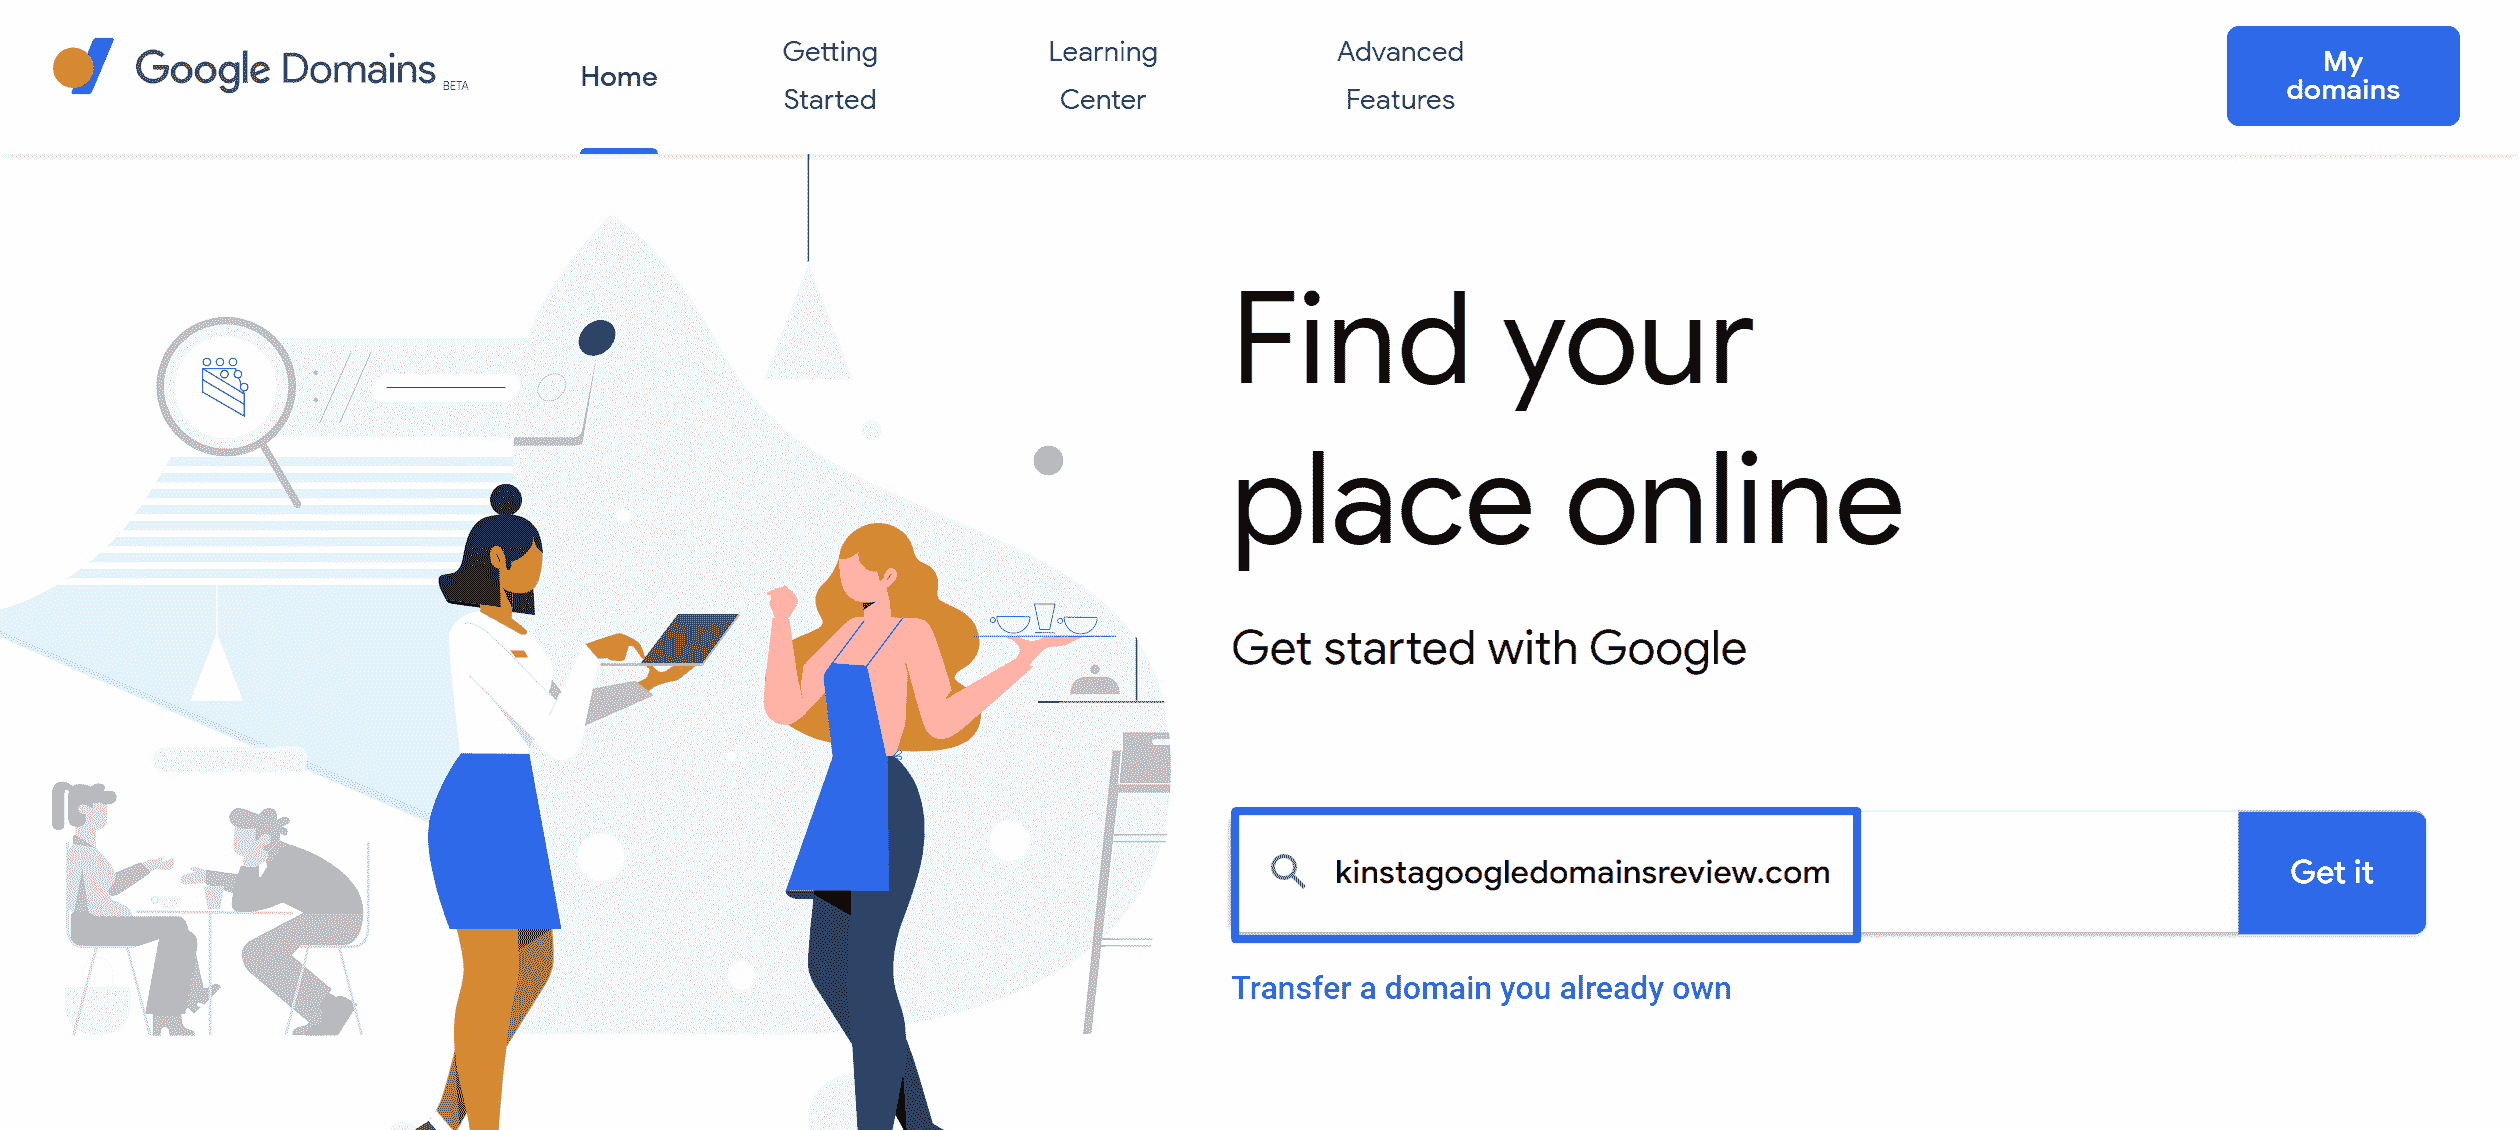 Google Domains BETA
Home
Getting
Started
Learning
Center
Advanced
Features
My
domains
Find your
place online
Get started with Google
kinstagoogledomainsreview.com
Get it
Transfer a domain you already own